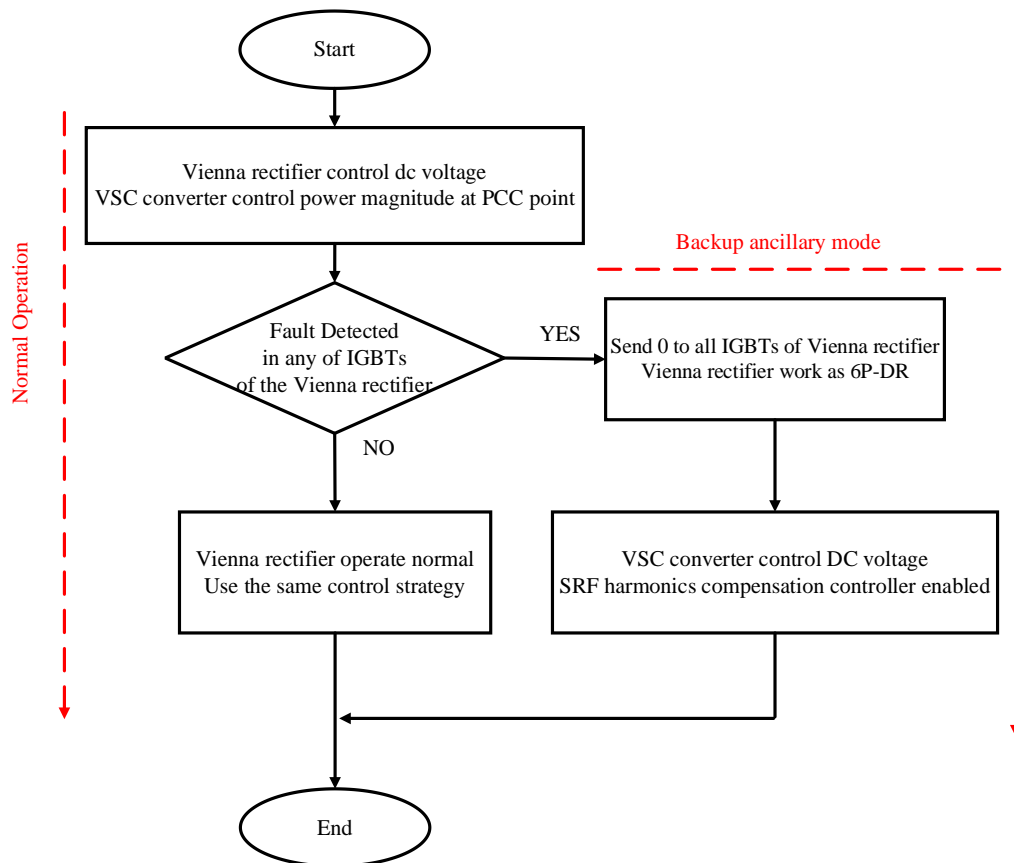 Start
Vienna rectifier control dc voltage
VSC converter control power magnitude at PCC point
Normal Operation
Backup ancillary mode
Fault Detected
in any of IGBTs
of the Vienna rectifier
YES
Send 0 to all IGBTs of Vienna rectifier
Vienna rectifier work as 6P-DR
NO
Vienna rectifier operate normal
Use the same control strategy
VSC converter control DC voltage
SRF harmonics compensation controller enabled
End